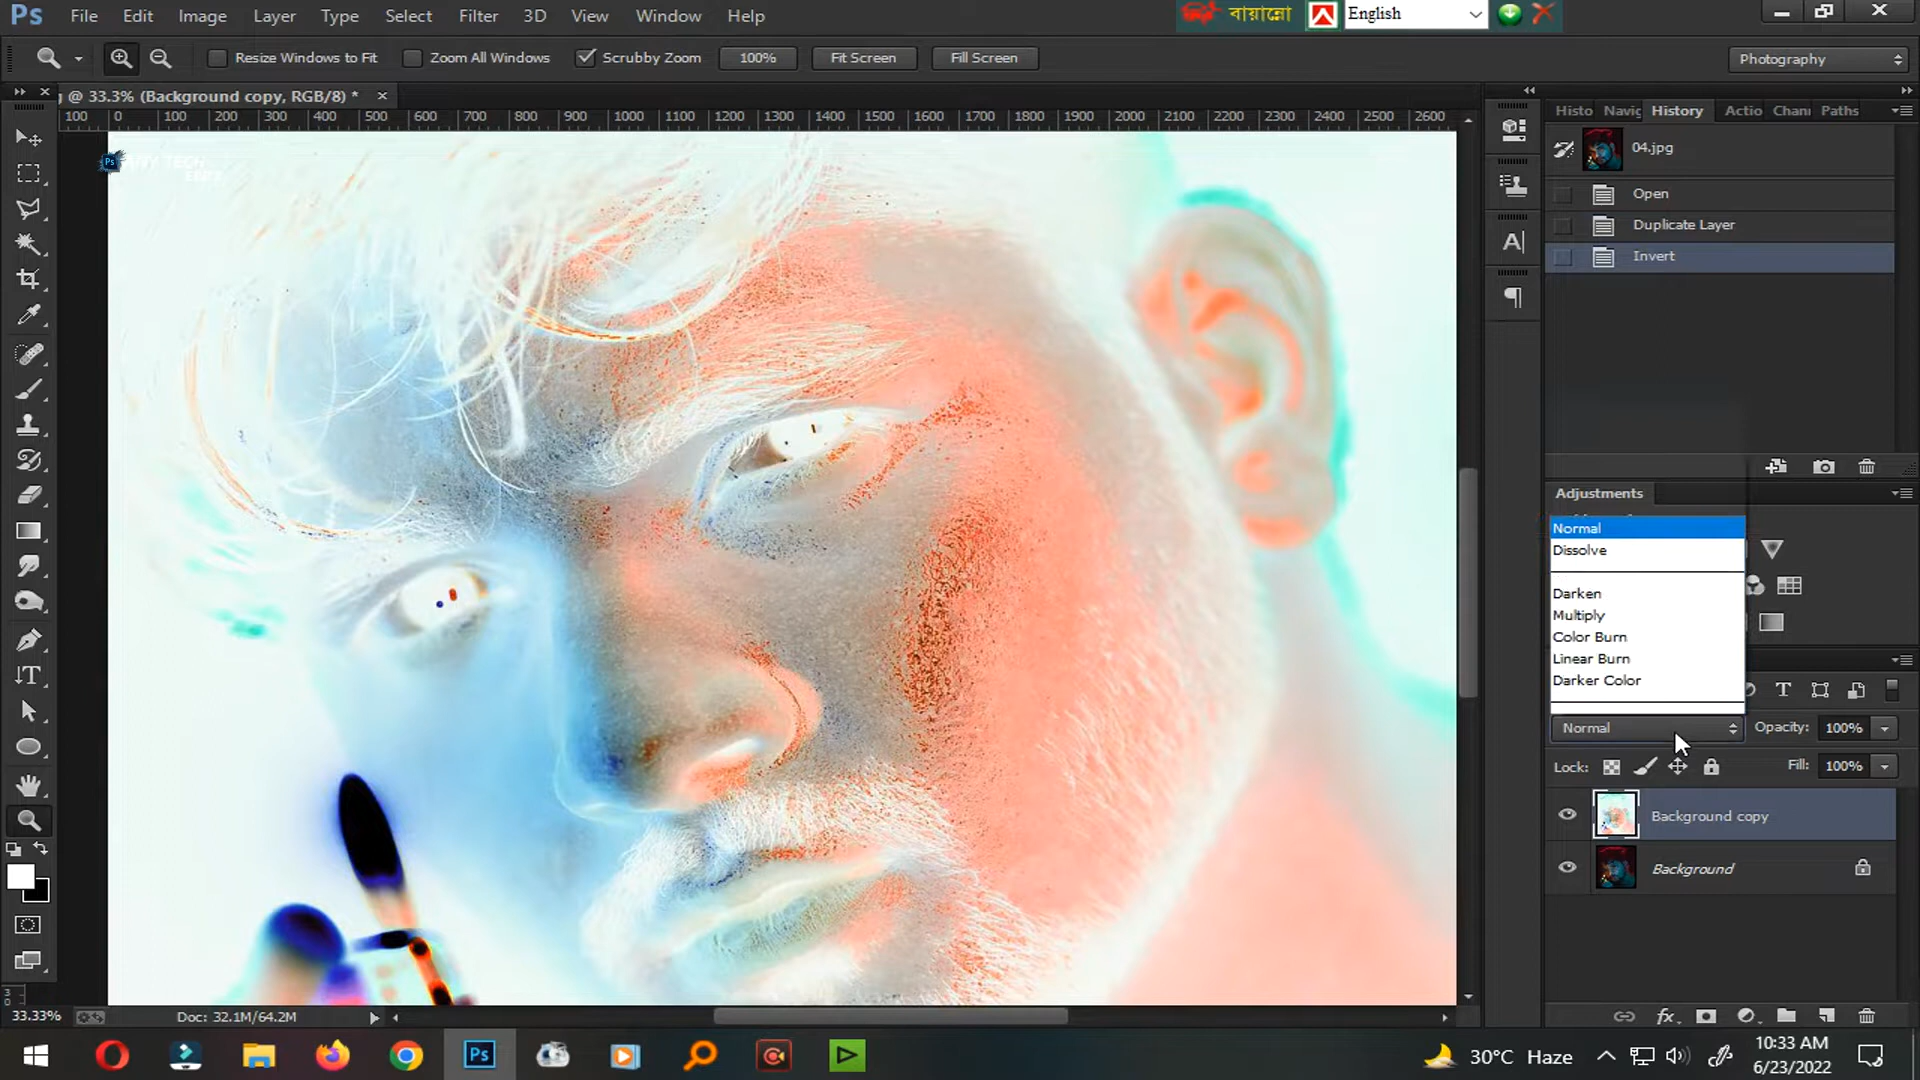 Ps File Edit Image Layer Type Select Filter 3D View Window Help
বায়ান্নো English
Resize Windows to Fit Zoom All Windows Scrubby Zoom 100% Fit Screen Fill Screen Photography
g @ 33.3% (Background copy, RGB/8) *
100 0 100 200 300 400 500 600 700 800 900 1000 1100 1200 1300 1400 1500 1600 1700 1800 1900 2000 2100 2200 2300 2400 2500 2600
Histo Navig History Actio Chann Paths
04.jpg
Open
Duplicate Layer
Invert
Adjustments
Normal
Dissolve
Darken
Multiply
Color Burn
Linear Burn
Darker Color
Normal Opacity: 100%
Lock: Fill: 100%
Background copy
Background
33.33% Doc: 32.1M/64.2M
Ps 30°C Haze 10:33 AM
6/23/2022